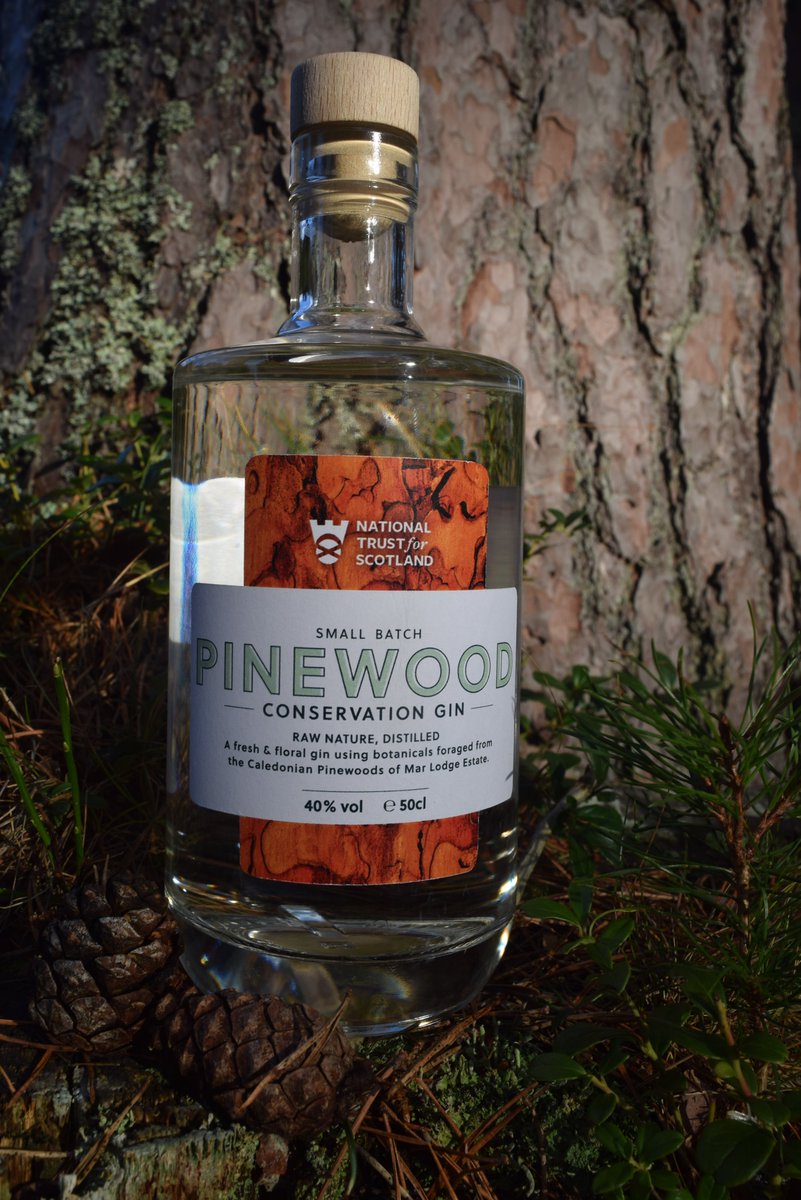 NATIONAL
TRUST for
SCOTLAND
SMALL BATCH
PINEWOOD
CONSERVATION GIN
RAW NATURE, DISTILLED
A fresh & floral gin using botanicals foraged from
the Caledonian Pinewoods of Mar Lodge Estate.
40% vol ℮ 50cl